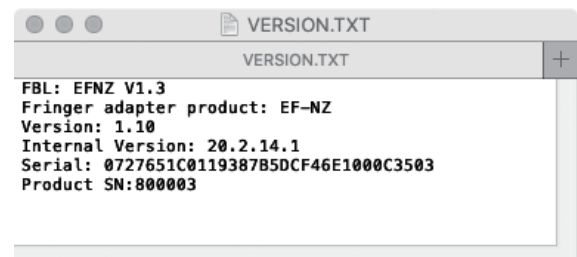 VERSION.TXT
VERSION.TXT
+
FBL: EFNZ V1.3
Fringer adapter product: EF-NZ
Version: 1.10
Internal Version: 20.2.14.1
Serial: 0727651C0119387B5DCF46E1000C3503
Product SN:800003